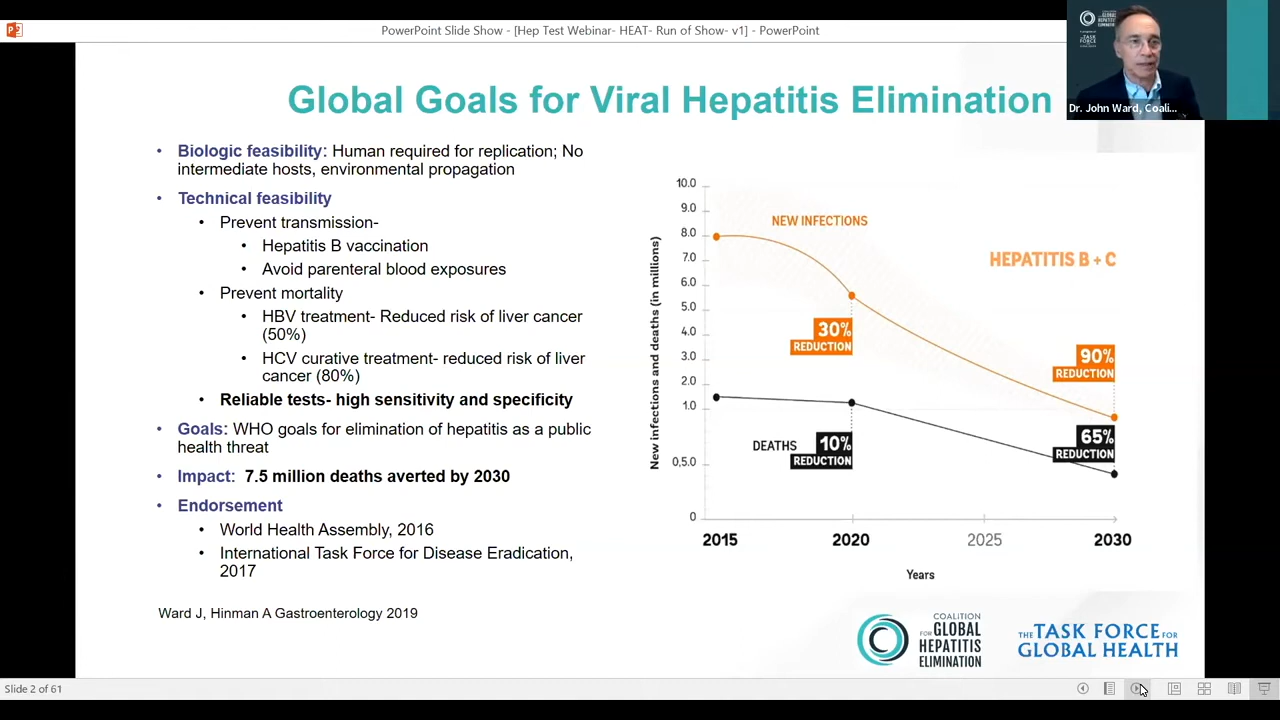 PowerPoint Slide Show - [Hep Test Webinar- HEAT- Run of Show- v1] - PowerPoint
Dr. John Ward, Coali...
Global Goals for Viral Hepatitis Elimination
• Biologic feasibility: Human required for replication; No
intermediate hosts, environmental propagation
• Technical feasibility
• Prevent transmission-
• Hepatitis B vaccination
• Avoid parenteral blood exposures
• Prevent mortality
• HBV treatment- Reduced risk of liver cancer
(50%)
• HCV curative treatment- reduced risk of liver
cancer (80%)
• Reliable tests- high sensitivity and specificity
• Goals: WHO goals for elimination of hepatitis as a public
health threat
• Impact: 7.5 million deaths averted by 2030
• Endorsement
• World Health Assembly, 2016
• International Task Force for Disease Eradication,
2017
Ward J, Hinman A Gastroenterology 2019
New infections and deaths (in millions)
10.0
9.0
8.0
7.0
6.0
5.0
4.0
3.0
2.0
1.0
0,5.0
0
NEW INFECTIONS
HEPATITIS B + C
30%
REDUCTION
90%
REDUCTION
DEATHS
10%
REDUCTION
65%
REDUCTION
2015
2020
2025
2030
Years
COALITION
FOR GLOBAL
HEPATITIS
ELIMINATION
THE TASK FORCE FOR
GLOBAL HEALTH
Slide 2 of 61